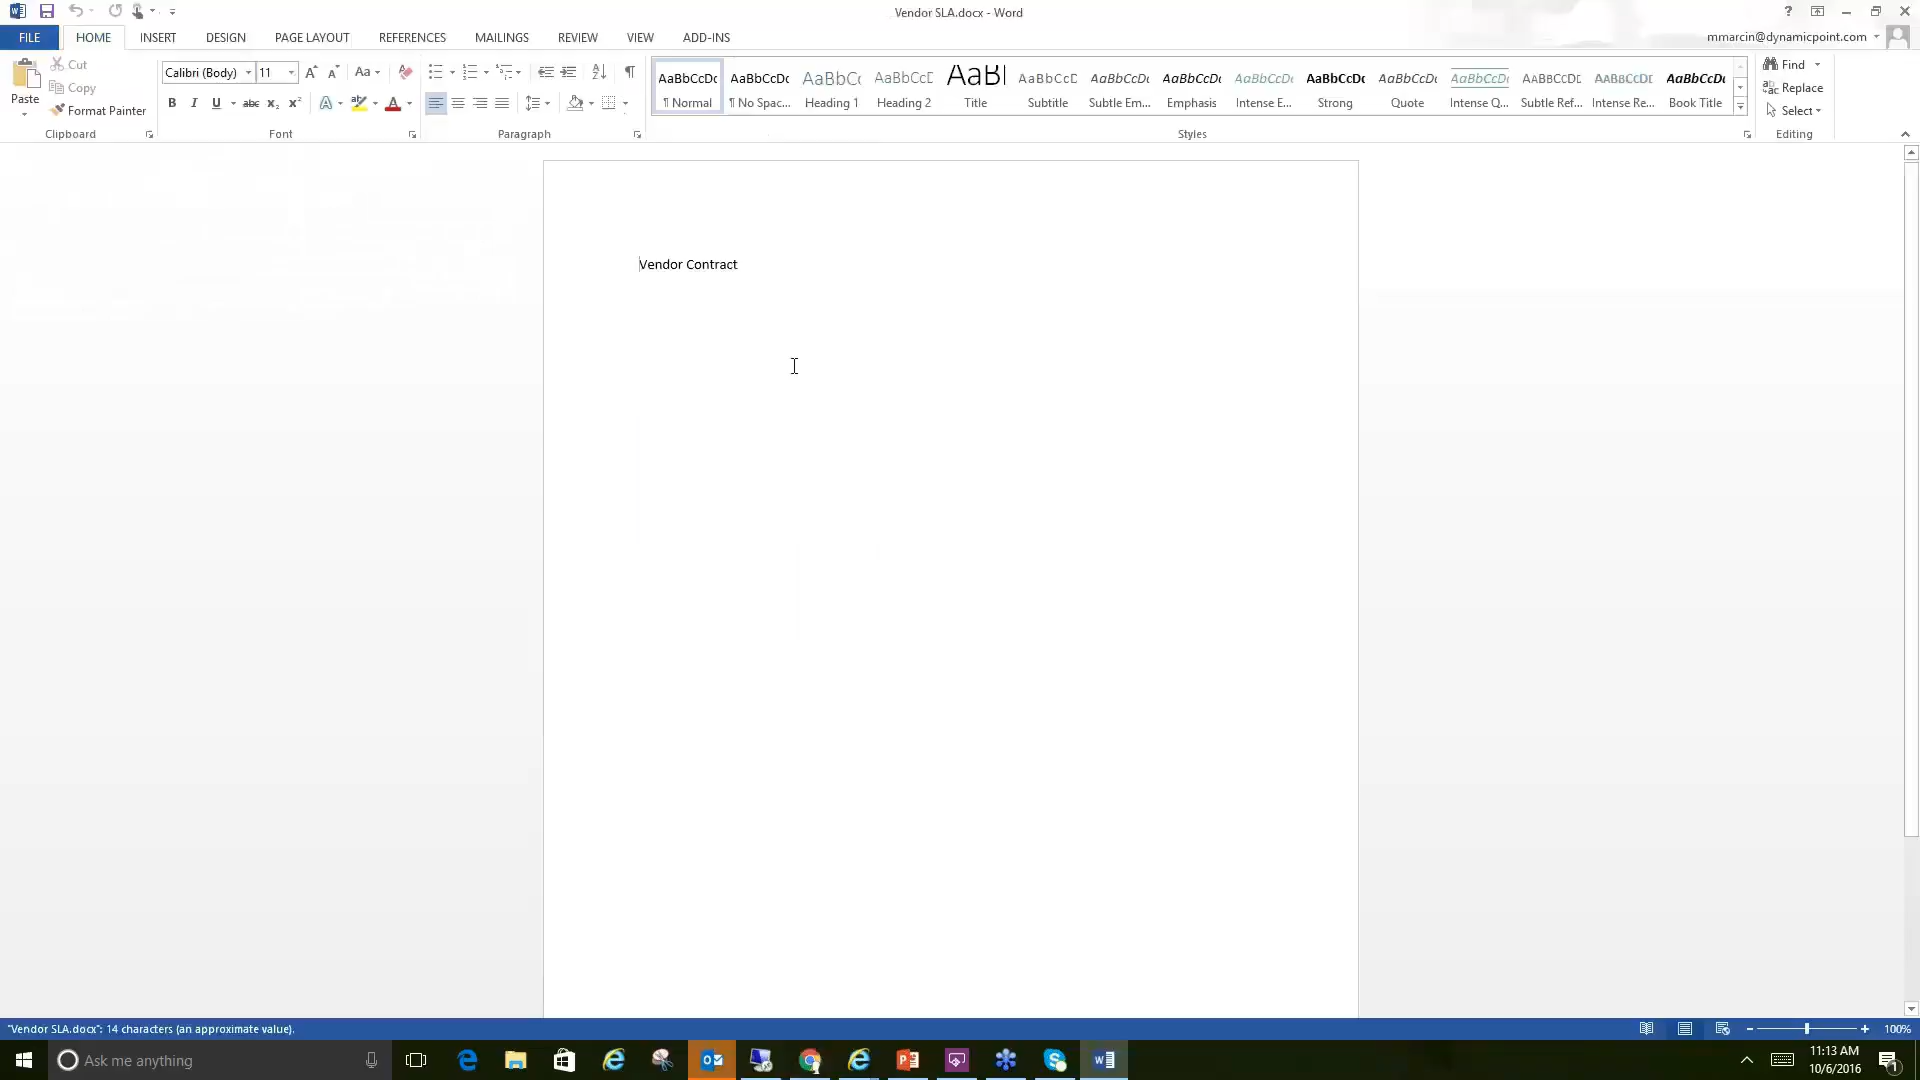 Vendor SLA.docx - Word
FILE HOME INSERT DESIGN PAGE LAYOUT REFERENCES MAILINGS REVIEW VIEW ADD-INS mmarcin@dynamicpoint.com
Paste
Cut
Copy
Format Painter
Clipboard
Calibri (Body) 11
Font
Paragraph
AaBbCcDc AaBbCcDc AaBbCc AaBbCcD AaBl AaBbCcD AaBbCcDc AaBbCcDc AaBbCcDc AaBbCcDc AaBbCcDc AaBbCcDc AABBCCDC AABBCCDC AaBbCcDc
¶ Normal ¶ No Spac... Heading 1 Heading 2 Title Subtitle Subtle Em... Emphasis Intense E... Strong Quote Intense Q... Subtle Ref... Intense Re... Book Title
Styles
Find
Replace
Select
Editing
Vendor Contract
"Vendor SLA.docx": 14 characters (an approximate value).
100%
Ask me anything
11:13 AM
10/6/2016